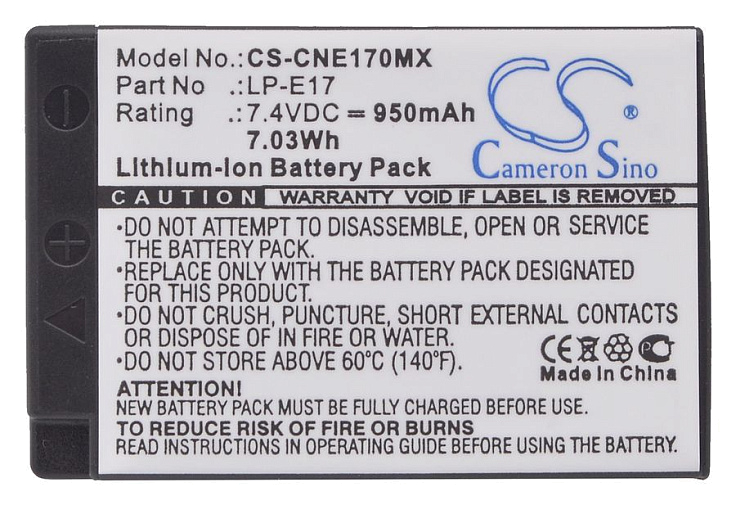 Model No.:CS-CNE170MX
Part No .:LP-E17
Rating .:7.4VDC = 950mAh
7.03Wh
Lithium-Ion Battery Pack
CS
®
Cameron Sino
CAUTION WARRANTY VOID IF LABEL IS REMOVED
·DO NOT ATTEMPT TO DISASSEMBLE, OPEN OR SERVICE
THE BATTERY PACK.
·REPLACE ONLY WITH THE BATTERY PACK DESIGNATED
FOR THIS PRODUCT.
·DO NOT CRUSH, PUNCTURE, SHORT EXTERNAL CONTACTS
OR DISPOSE OF IN FIRE OR WATER.
·DO NOT STORE ABOVE 60°C (140°F).
CE PCT
Made In China
ATTENTION!
NEW BATTERY PACK MUST BE FULLY CHARGED BEFORE USE
TO REDUCE RISK OF FIRE OR BURNS
READ INSTRUCTIONS IN OPERATING GUIDE BEFORE USING BATTERY.